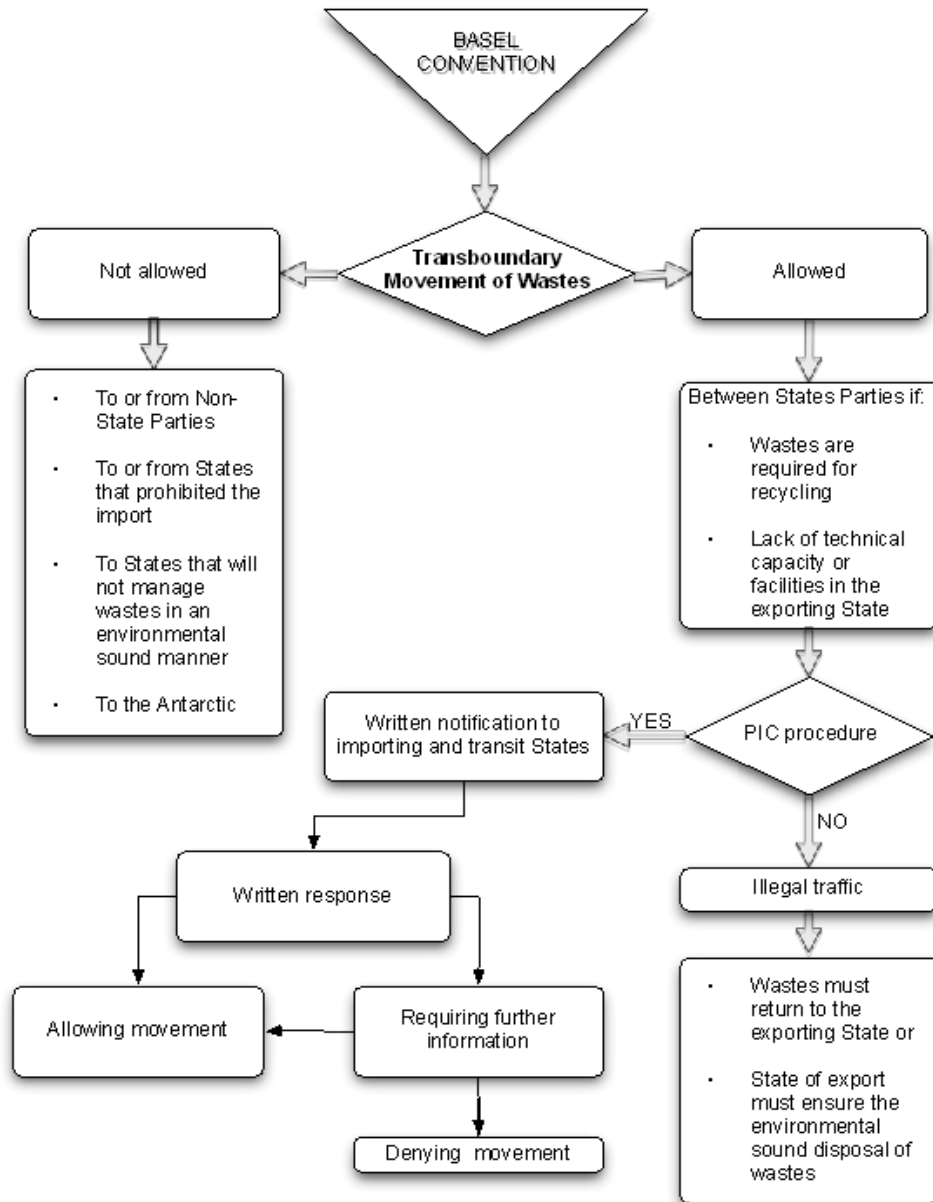 BASEL
CONVENTION
Transboundary
Movement of Wastes
Not allowed
Allowed
· To or from Non-
State Parties
· To or from States
that prohibited the
import
· To States that will
not manage
wastes in an
environmental
sound manner
· To the Antarctic
Between States Parties if:
· Wastes are
required for
recycling
· Lack of technical
capacity or
facilities in the
exporting State
PIC procedure
YES
Written notification to
importing and transit States
NO
Written response
Illegal traffic
Allowing movement
Requiring further
information
Denying movement
· Wastes must
return to the
exporting State or
· State of export
must ensure the
environmental
sound disposal of
wastes